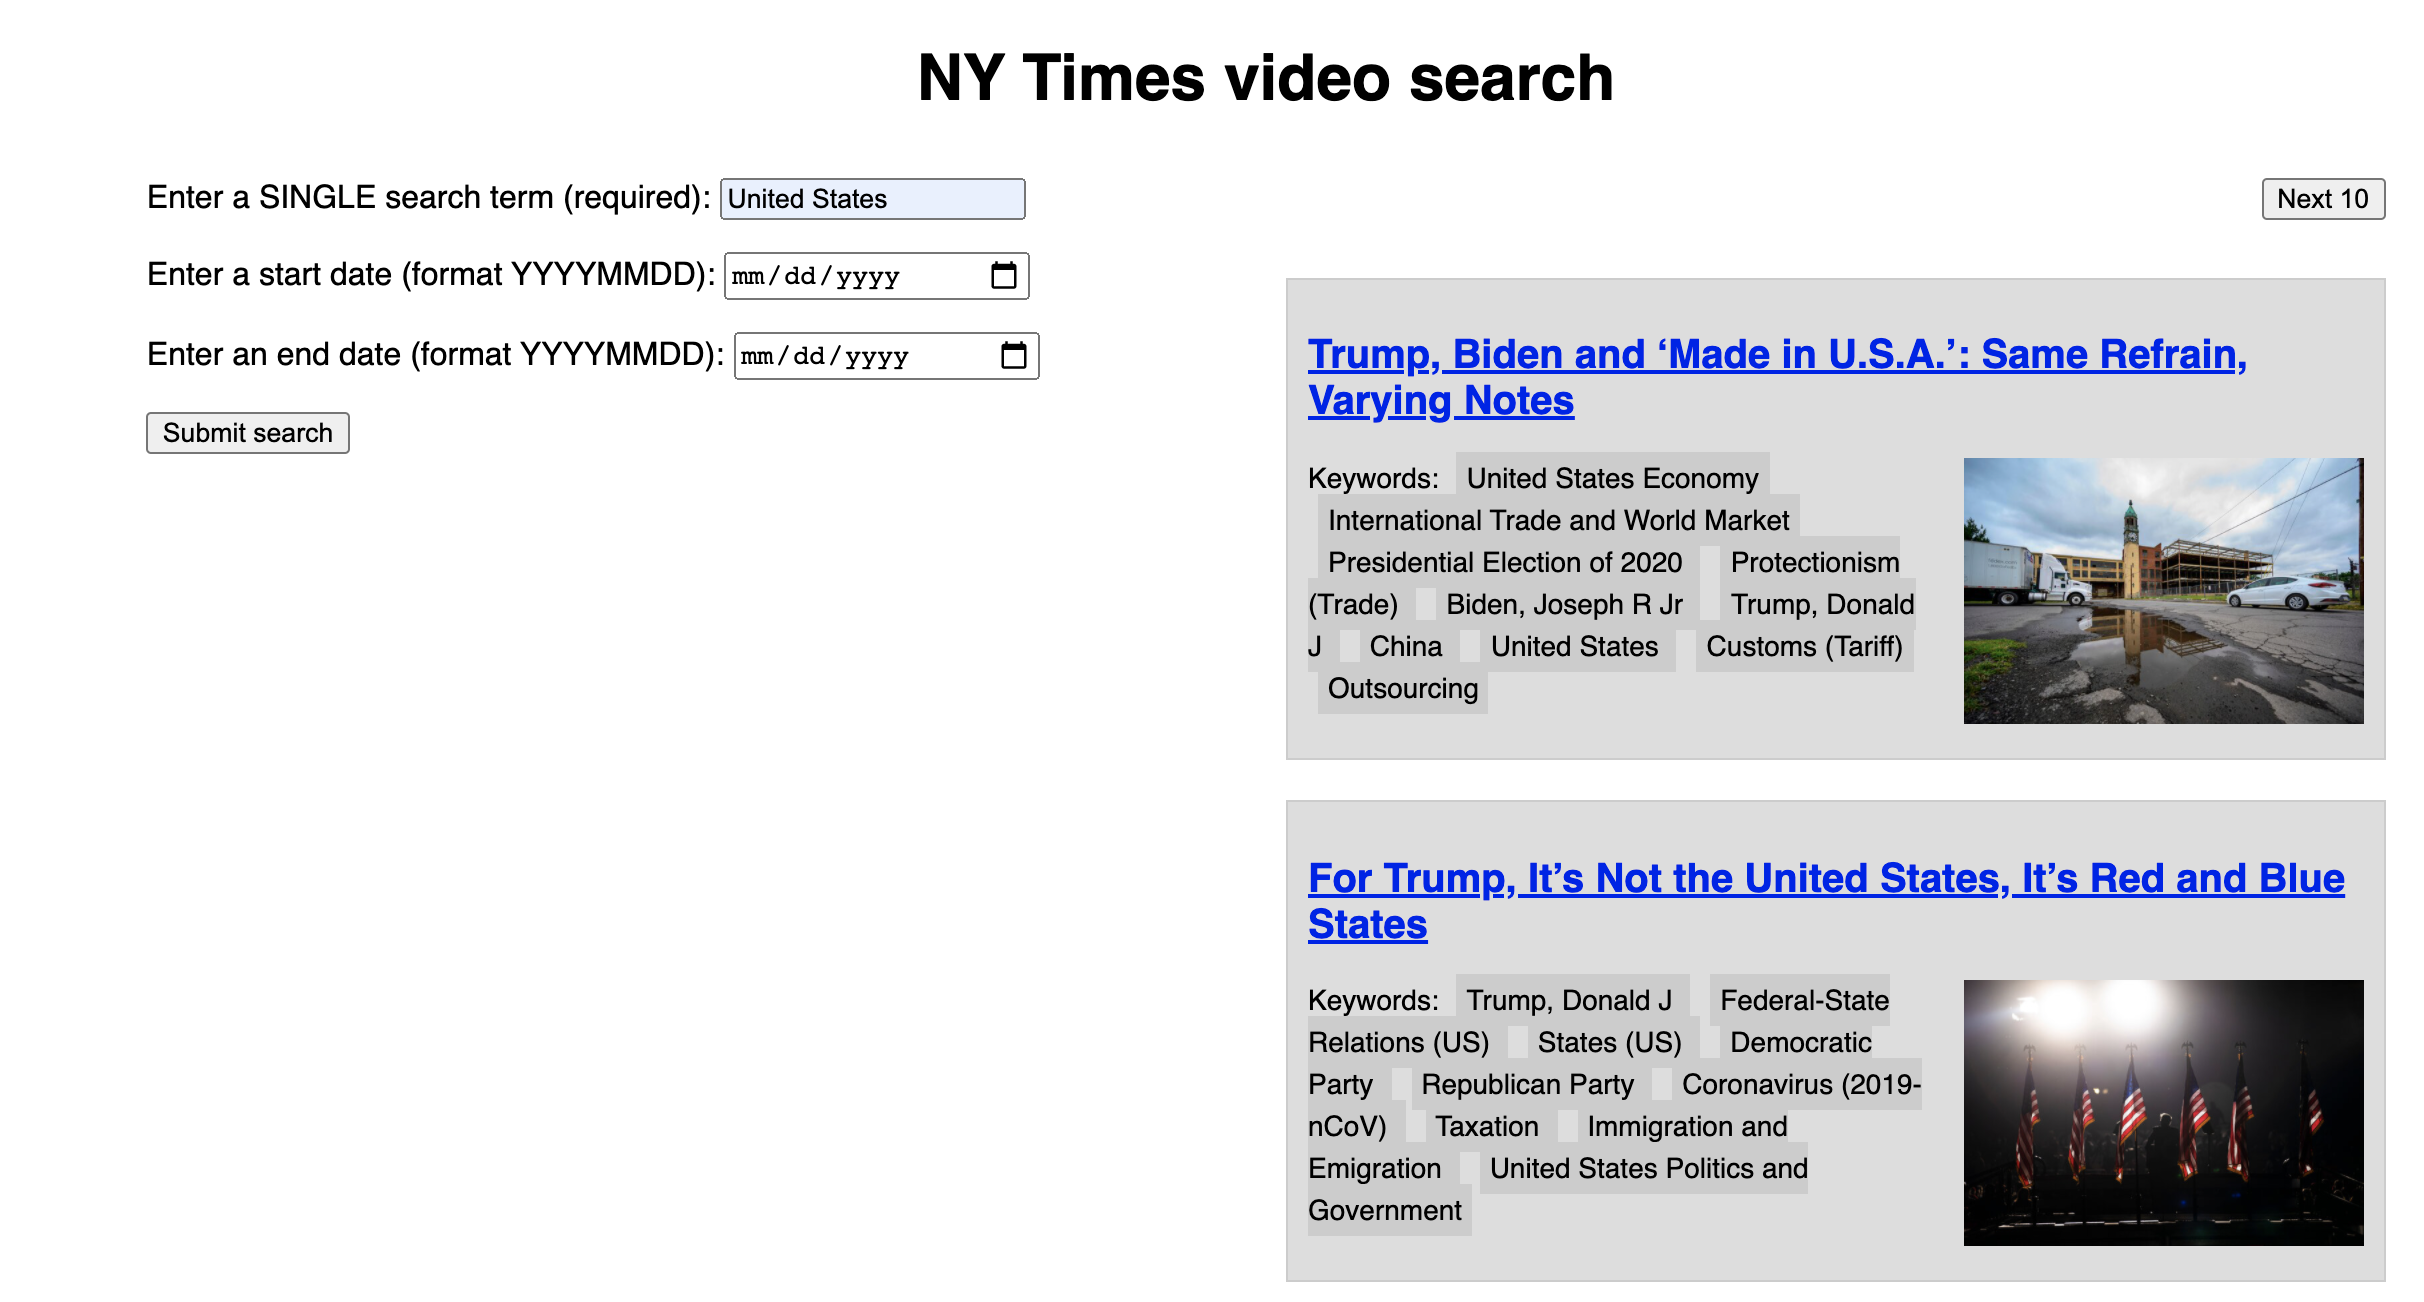 NY Times video search
Enter a SINGLE search term (required): United States
Enter a start date (format YYYYMMDD): mm/dd/yyyy
Enter an end date (format YYYYMMDD): mm/dd/yyyy
Submit search
Next 10
Trump, Biden and ‘Made in U.S.A.’: Same Refrain,
Varying Notes
Keywords: United States Economy
International Trade and World Market
Presidential Election of 2020 Protectionism
(Trade) Biden, Joseph R Jr Trump, Donald
J China United States Customs (Tariff)
Outsourcing
For Trump, It’s Not the United States, It’s Red and Blue
States
Keywords: Trump, Donald J Federal-State
Relations (US) States (US) Democratic
Party Republican Party Coronavirus (2019-
nCoV) Taxation Immigration and
Emigration United States Politics and
Government